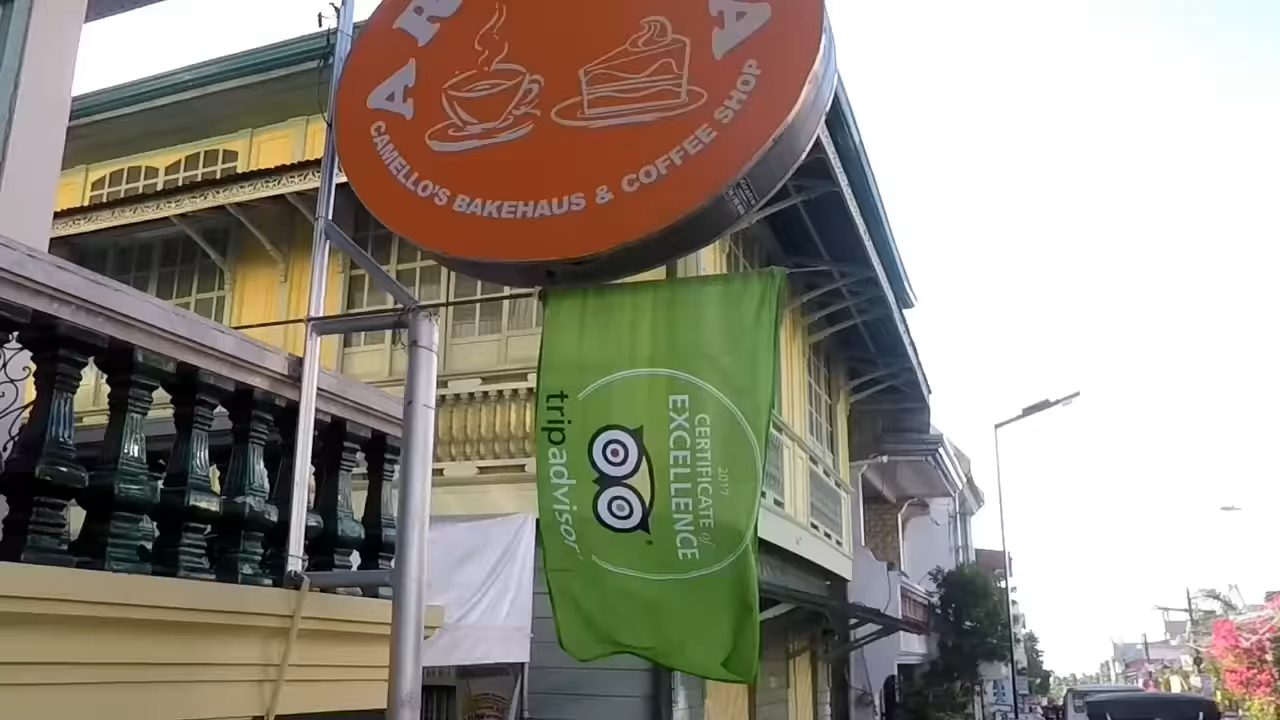 CAMELLO'S BAKEHAUS & COFFEE SHOP
tripadvisor
2017
CERTIFICATE of
EXCELLENCE